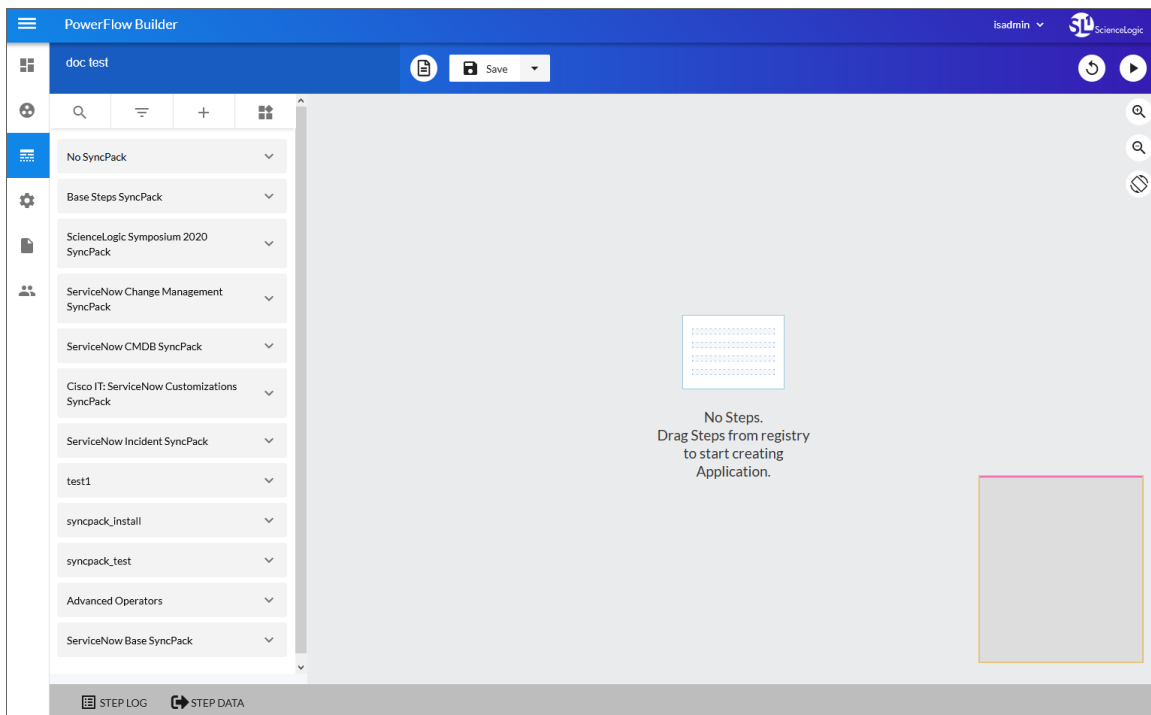 PowerFlow Builder
isadmin
SL1 ScienceLogic
doc test
Save
No SyncPack
Base Steps SyncPack
ScienceLogic Symposium 2020
SyncPack
ServiceNow Change Management
SyncPack
ServiceNow CMDB SyncPack
Cisco IT: ServiceNow Customizations
SyncPack
ServiceNow Incident SyncPack
test1
syncpack_install
syncpack_test
Advanced Operators
ServiceNow Base SyncPack
No Steps.
Drag Steps from registry
to start creating
Application.
STEP LOG
STEP DATA